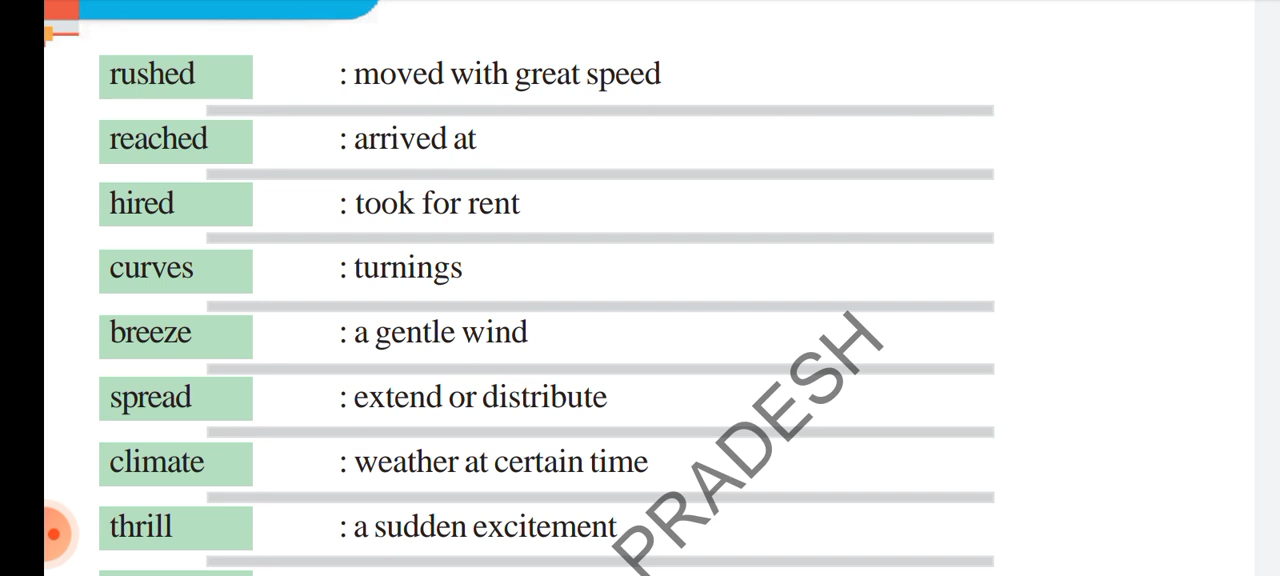 rushed : moved with great speed
reached : arrived at
hired : took for rent
curves : turnings
breeze : a gentle wind
spread : extend or distribute
climate : weather at certain time
thrill : a sudden excitement
PRADESH